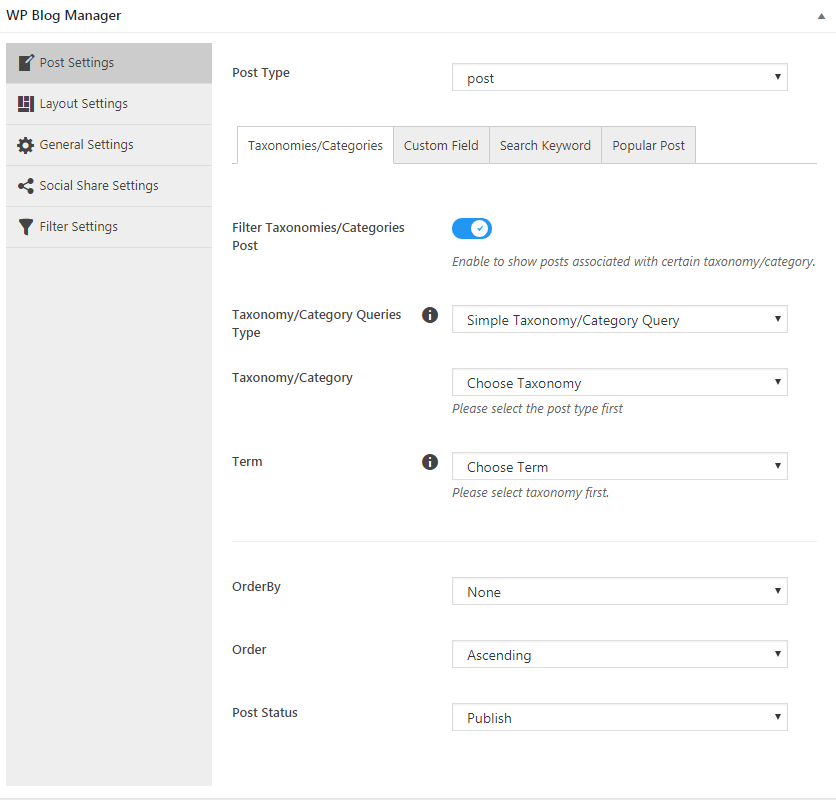 WP Blog Manager
Post Settings
Layout Settings
General Settings
Social Share Settings
Filter Settings
Post Type
post
Taxonomies/Categories
Custom Field
Search Keyword
Popular Post
Filter Taxonomies/Categories
Post
Enable to show posts associated with certain taxonomy/category.
Taxonomy/Category Queries
Type
Simple Taxonomy/Category Query
Taxonomy/Category
Choose Taxonomy
Please select the post type first
Term
Choose Term
Please select taxonomy first.
OrderBy
None
Order
Ascending
Post Status
Publish